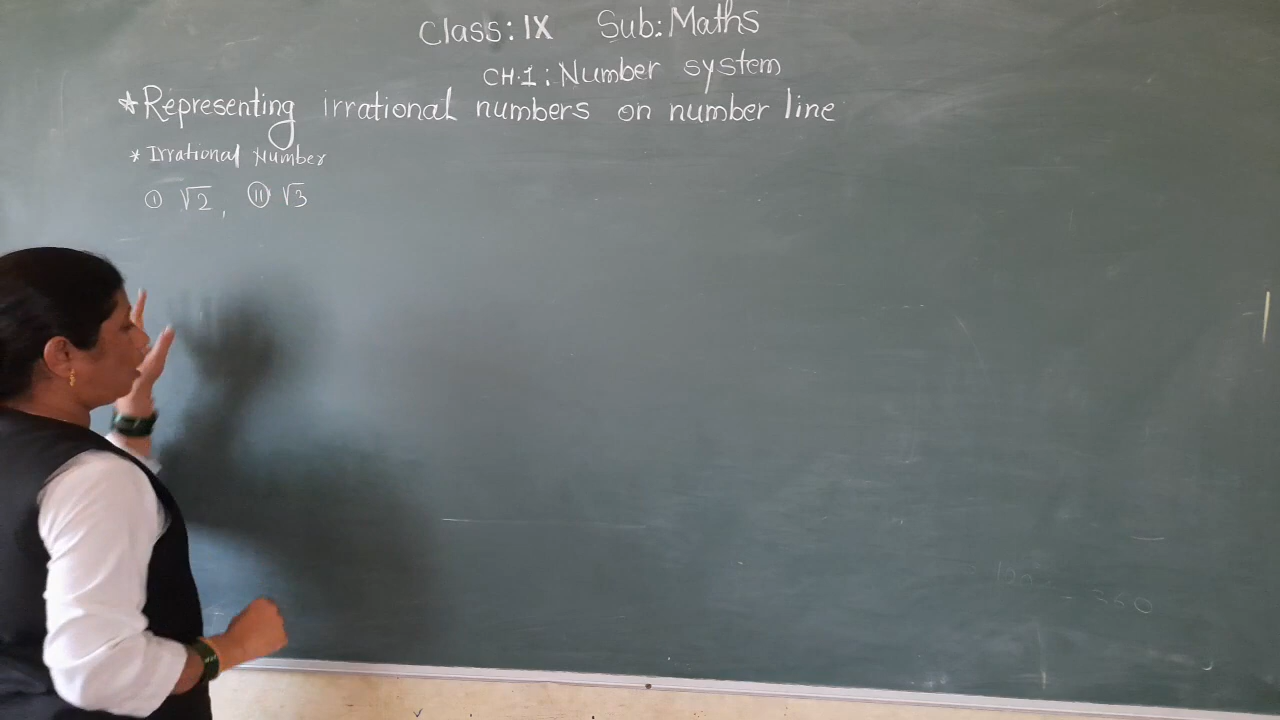 Class: IX Sub: Maths
CH.1: Number system
* Representing irrational numbers on number line
* Irrational Number
① √2, ⑪ √3